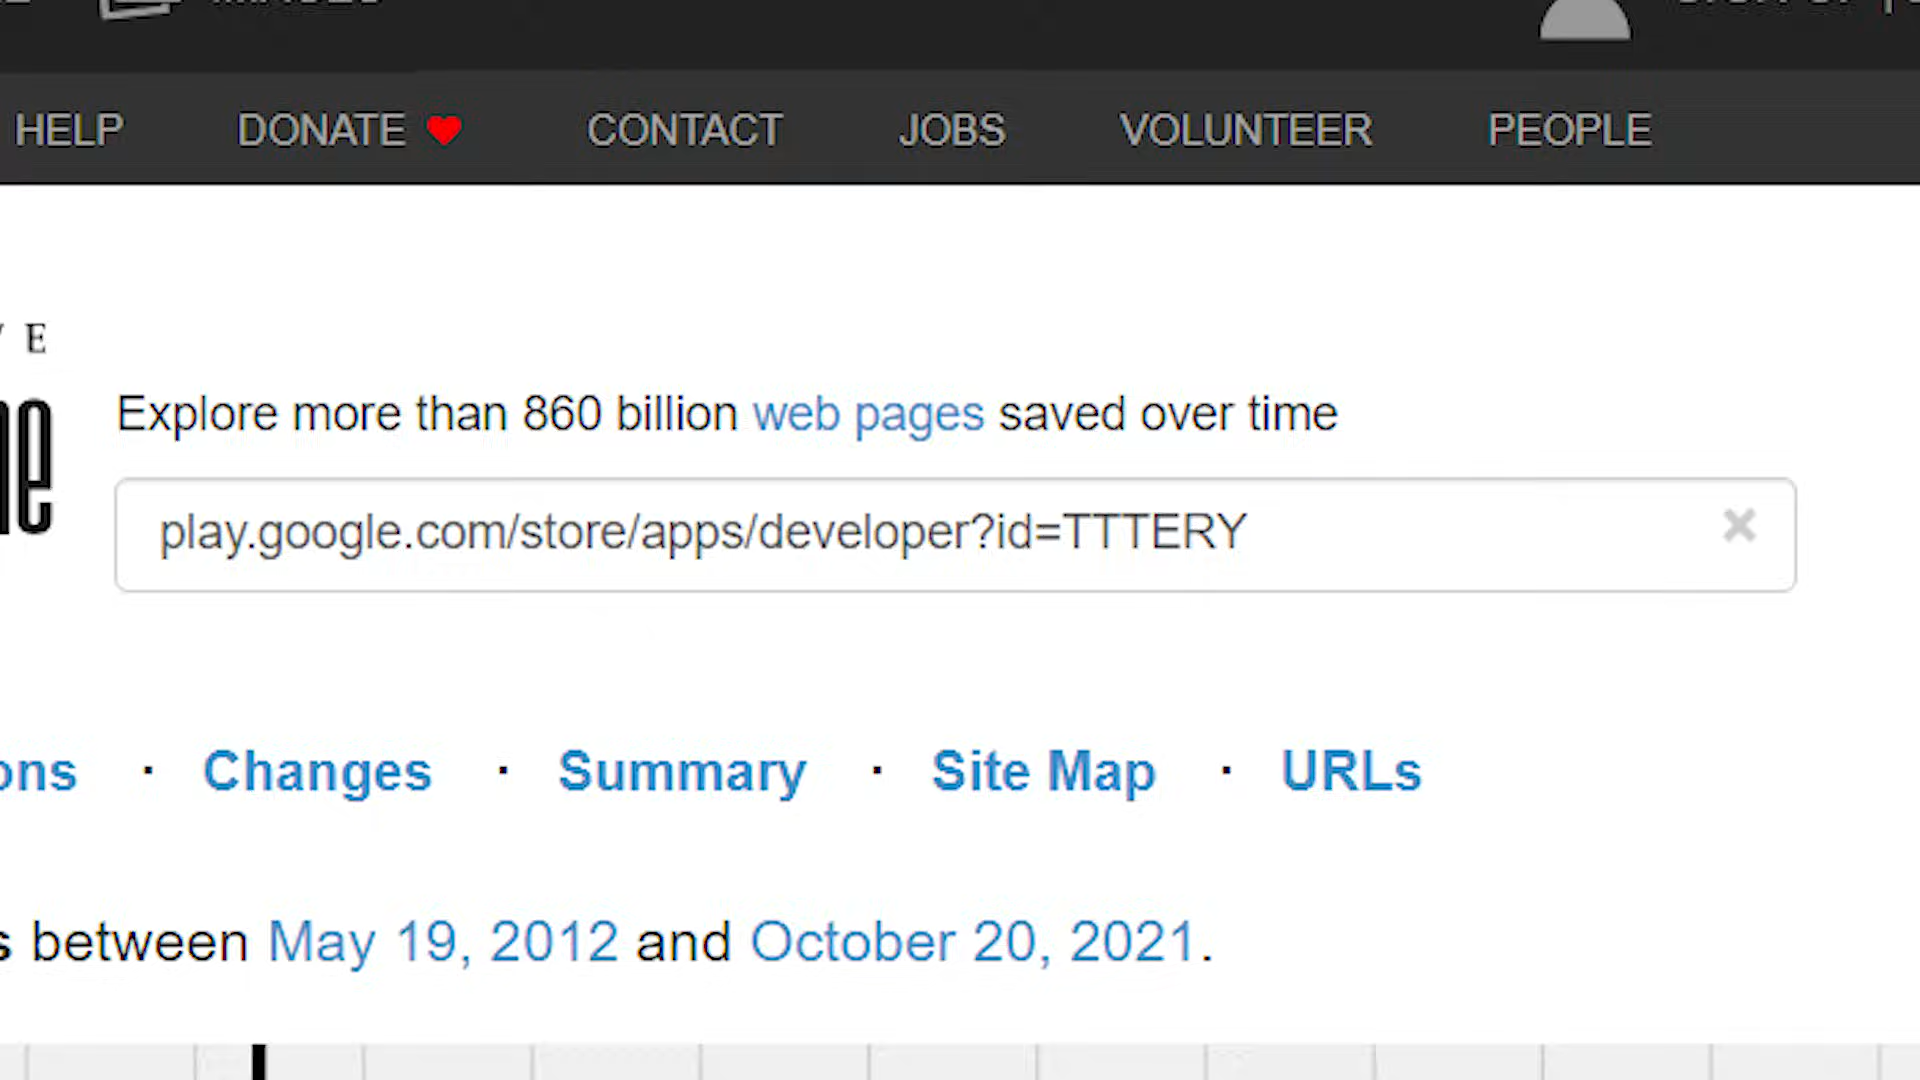 HELP DONATE CONTACT JOBS VOLUNTEER PEOPLE
VE
Explore more than 860 billion web pages saved over time
play.google.com/store/apps/developer?id=TTTERY
Changes · Summary · Site Map · URLs
s between May 19, 2012 and October 20, 2021.